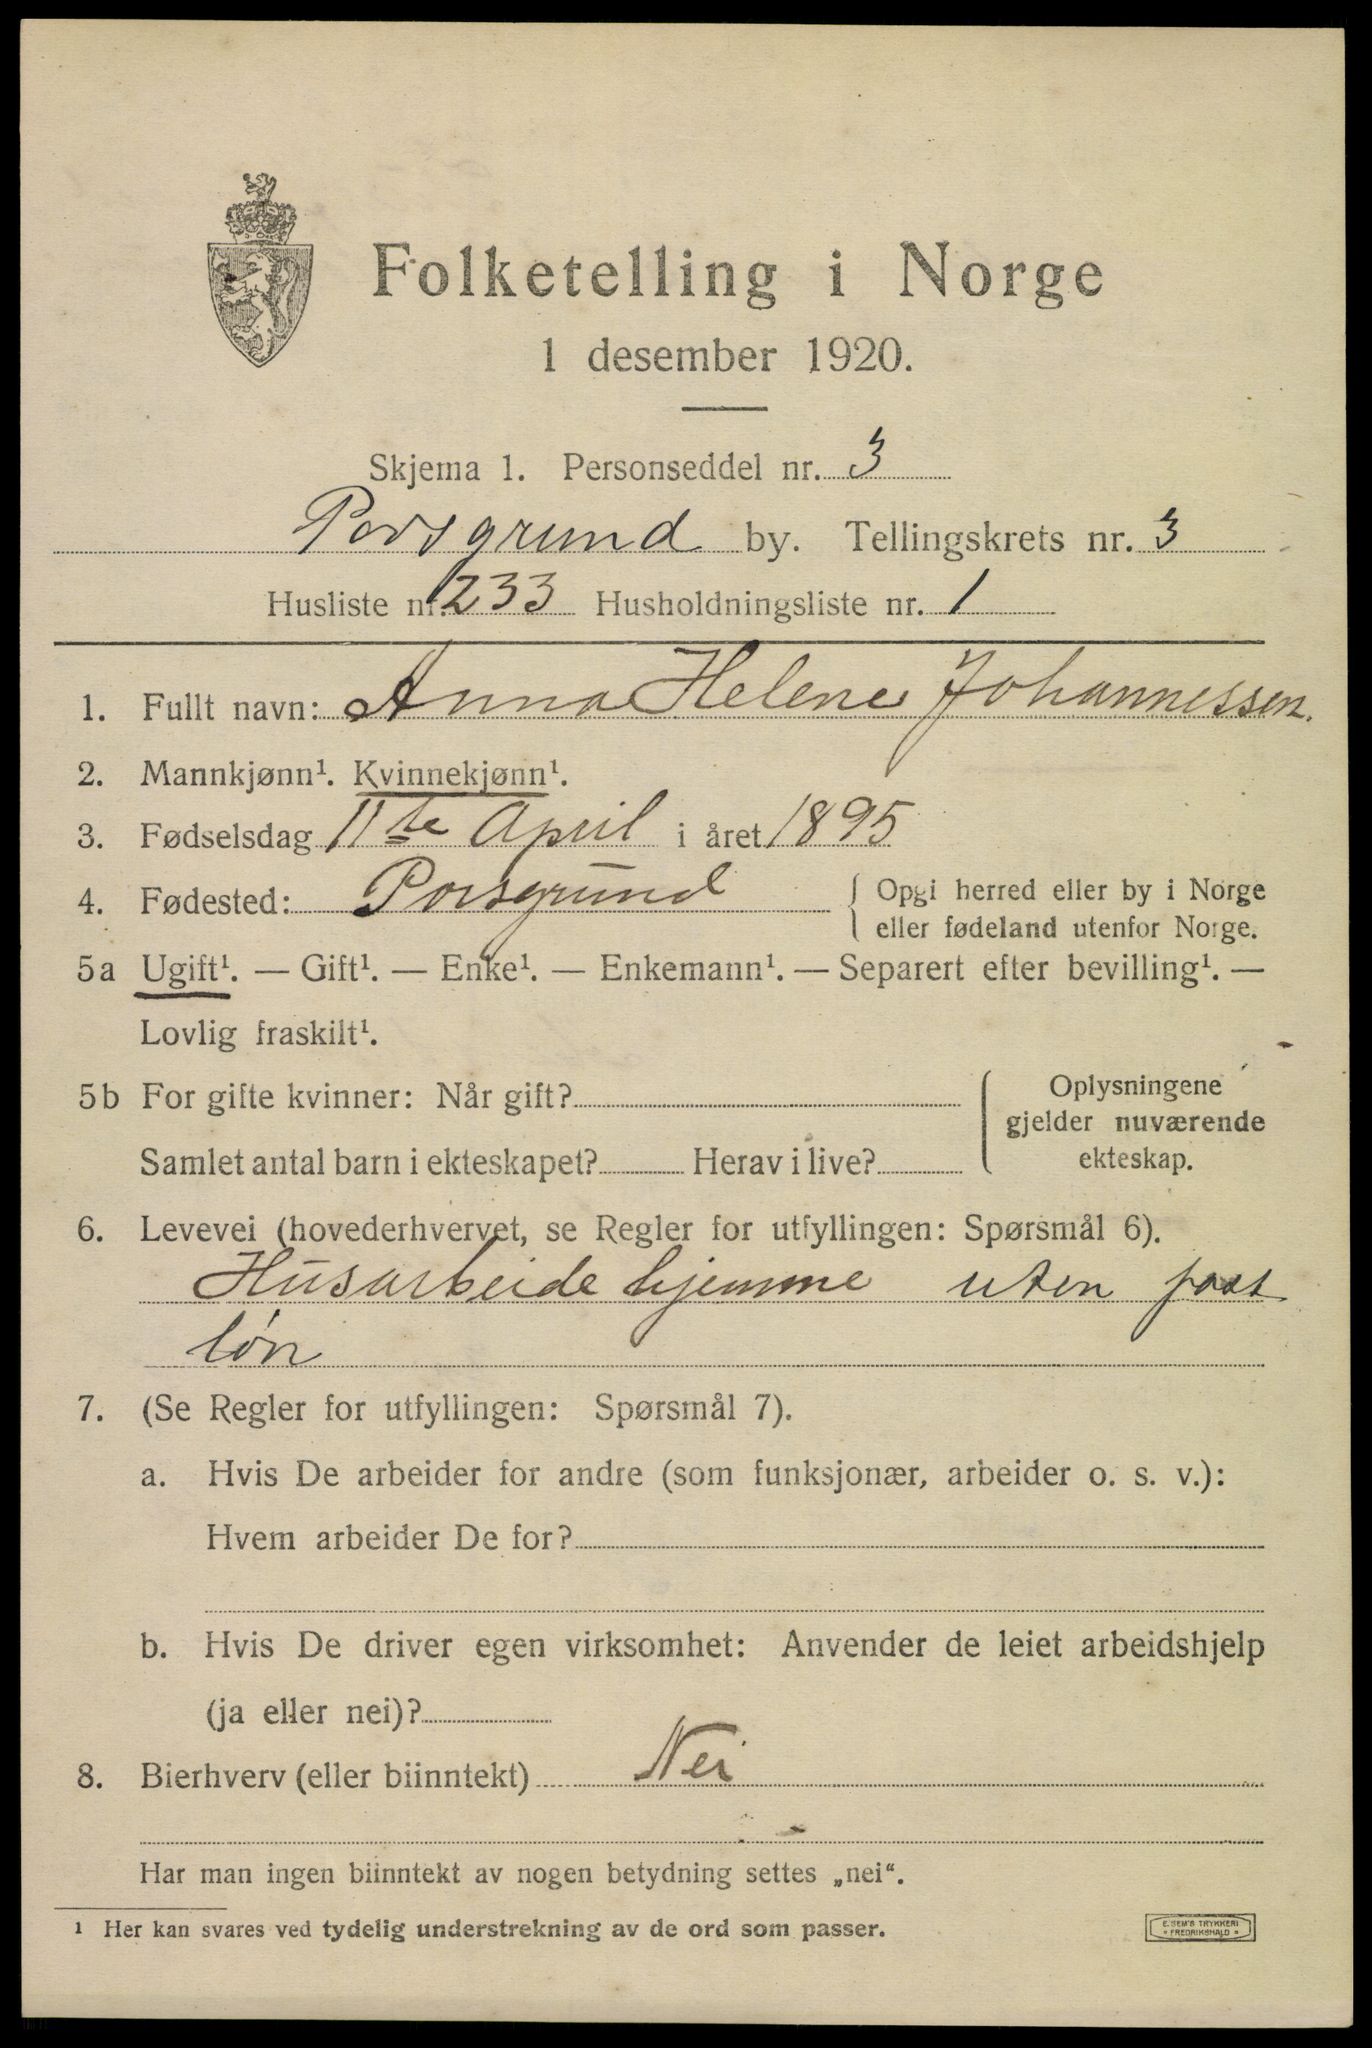 Folketelling i Norge
1 desember 1920.
Skjema 1. Personseddel nr. 3
Porsgrund by. Tellingskrets nr. 3
Husliste nr. 233 Husholdningsliste nr. 1
1. Fullt navn: Anna Helene Johannessen.
2. Mannkjønn¹. Kvinnekjønn¹.
3. Fødselsdag 11te April i året 1895
4. Fødested: Porsgrund { Opgi herred eller by i Norge
eller fødeland utenfor Norge.
5a Ugift¹. — Gift¹. — Enke¹. — Enkemann¹. — Separert efter bevilling¹. —
Lovlig fraskilt¹.
5b For gifte kvinner: Når gift?
Samlet antal barn i ekteskapet? Herav i live?
Oplysningene
gjelder nuværende
ekteskap.
6. Levevei (hovederhvervet, se Regler for utfyllingen: Spørsmål 6).
Husarbeide hjemme uten fast
løn
7. (Se Regler for utfyllingen: Spørsmål 7).
a. Hvis De arbeider for andre (som funksjonær, arbeider o. s. v.):
Hvem arbeider De for?
b. Hvis De driver egen virksomhet: Anvender de leiet arbeidshjelp
(ja eller nei)?
8. Bierhverv (eller biinntekt) Nei
Har man ingen biinntekt av nogen betydning settes „nei“.
¹ Her kan svares ved tydelig understrekning av de ord som passer.
E. SEM'S TRYKKERI
FREDRIKSHALD